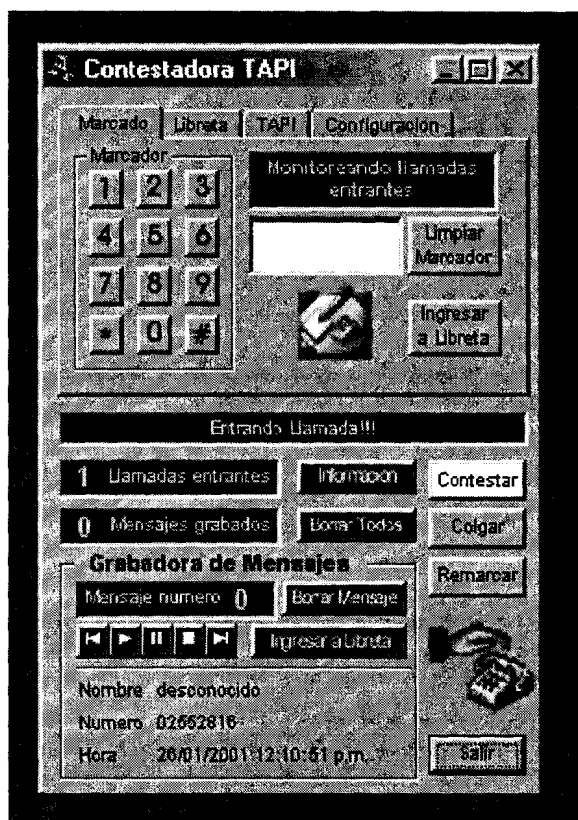 Contestadora TAPI
Marcado Libreta TAPI Configuración
Marcador
1 2 3
4 5 6
7 8 9
* 0 #
Monitoreando llamadas
entrantes
Limpiar
Marcador
Ingresar
a Libreta
Entrando Llamada!!!
1 Llamadas entrantes Información Contestar
0 Mensajes grabados Borrar Todos Colgar
Grabadora de Mensajes
Remarcar
Mensaje numero 0 Borrar Mensaje
Ingresar a Libreta
Nombre desconocido
Numero 02552816
Hora 26/01/2001 12:10:51 p.m.
Salir